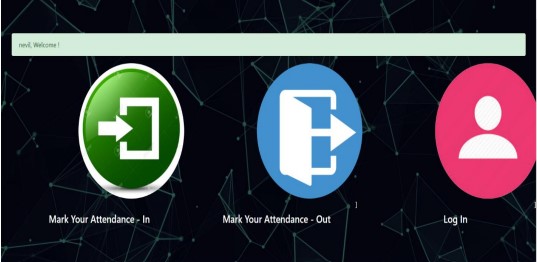 nevil, Welcome !
Mark Your Attendance - In
Mark Your Attendance - Out
Log In